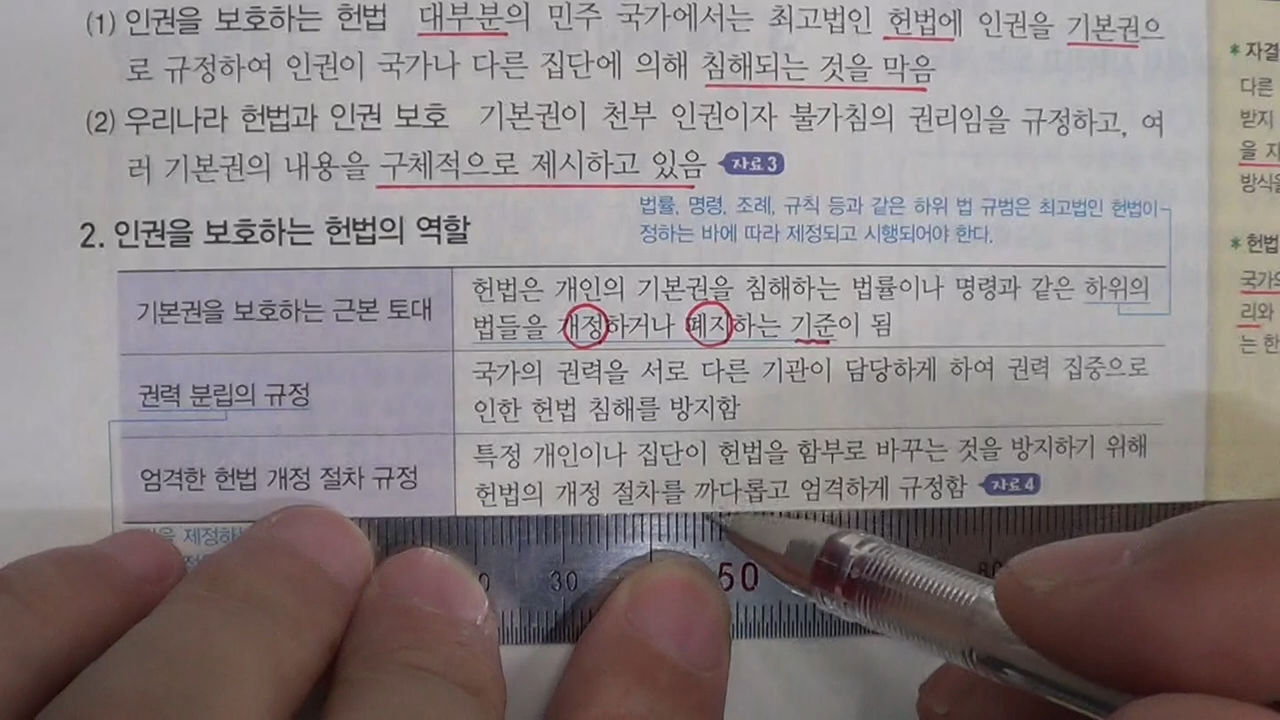 (1) 인권을 보호하는 헌법 대부분의 민주 국가에서는 최고법인 헌법에 인권을 기본권으
로 규정하여 인권이 국가나 다른 집단에 의해 침해되는 것을 막음
(2) 우리나라 헌법과 인권 보호 기본권이 천부 인권이자 불가침의 권리임을 규정하고, 여
러 기본권의 내용을 구체적으로 제시하고 있음 자료3
2. 인권을 보호하는 헌법의 역할
법률, 명령, 조례, 규칙 등과 같은 하위 법 규범은 최고법인 헌법이
정하는 바에 따라 제정되고 시행되어야 한다.
기본권을 보호하는 근본 토대
헌법은 개인의 기본권을 침해하는 법률이나 명령과 같은 하위의
법들을 개정하거나 폐지하는 기준이 됨
권력 분립의 규정
국가의 권력을 서로 다른 기관이 담당하게 하여 권력 집중으로
인한 헌법 침해를 방지함
엄격한 헌법 개정 절차 규정
특정 개인이나 집단이 헌법을 함부로 바꾸는 것을 방지하기 위해
헌법의 개정 절차를 까다롭고 엄격하게 규정함 자료4
제정하
30 50
* 자결
다른
받지
을 지
방식을
* 헌법
국가의
리와
는 한